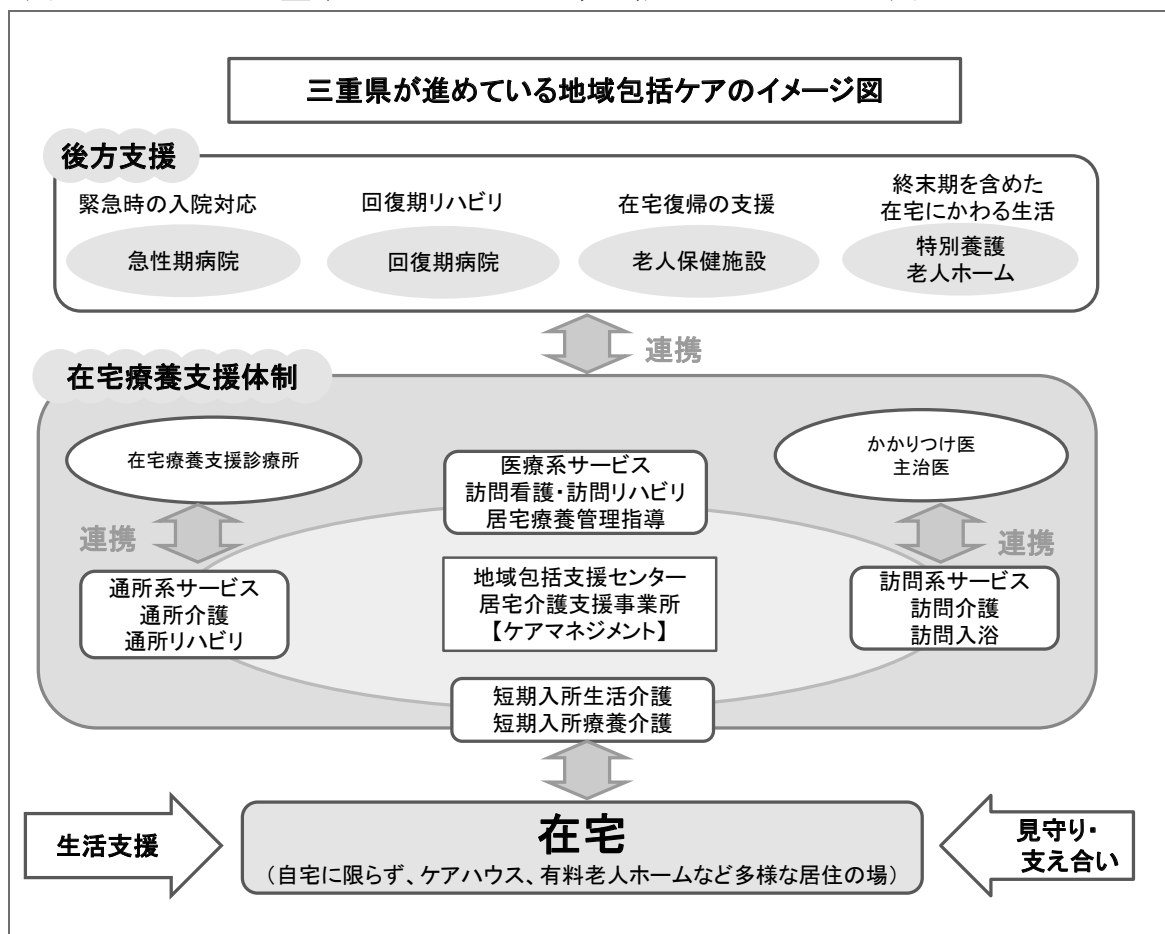 三重県が進めている地域包括ケアのイメージ図
後方支援
緊急時の入院対応
急性期病院
回復期リハビリ
回復期病院
在宅復帰の支援
老人保健施設
終末期を含めた
在宅にかわる生活
特別養護
老人ホーム
連携
在宅療養支援体制
在宅療養支援診療所
かかりつけ医
主治医
医療系サービス
訪問看護・訪問リハビリ
居宅療養管理指導
連携
連携
通所系サービス
通所介護
通所リハビリ
地域包括支援センター
居宅介護支援事業所
【ケアマネジメント】
訪問系サービス
訪問介護
訪問入浴
短期入所生活介護
短期入所療養介護
生活支援
在宅
（自宅に限らず、ケアハウス、有料老人ホームなど多様な居住の場）
見守り・
支え合い